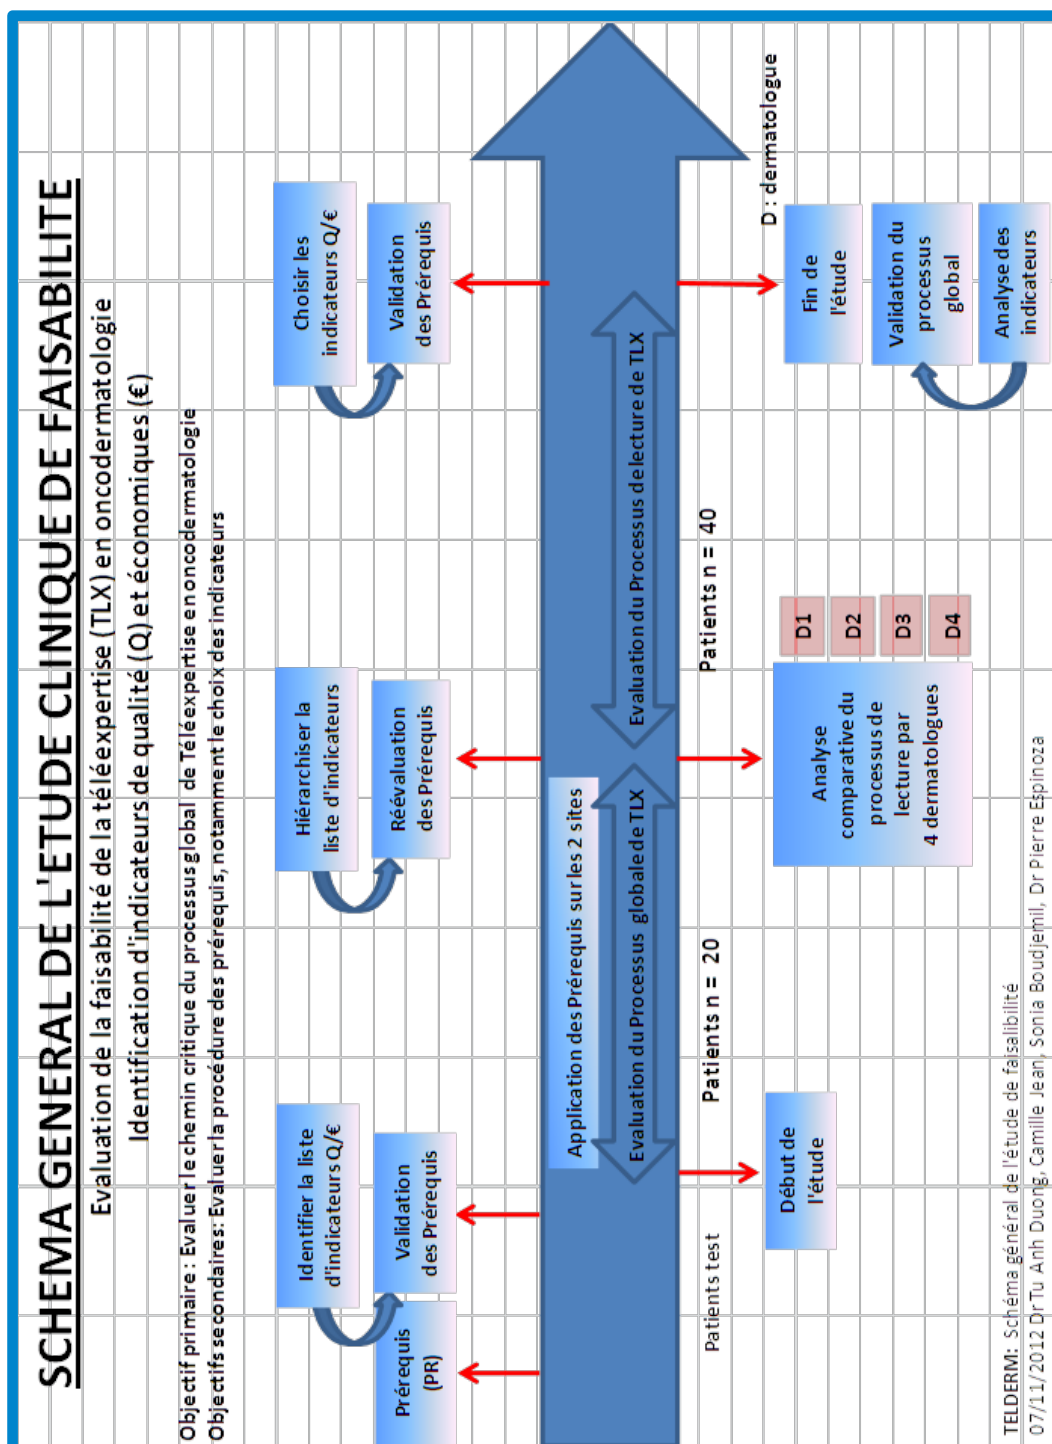 SCHEMA GENERAL DE L'ETUDE CLINIQUE DE FAISABILITE
Evaluation de la faisabilité de la téléexpertise (TLX) en oncodermatologie
Identification d'indicateurs de qualité (Q) et économiques (€)
Objectif primaire : Evaluer le chemin critique du processus global de Téléexpertise en oncodermatologie
Objectifs secondaires: Evaluer la procédure des prérequis, notamment le choix des indicateurs
Identifier la liste
d'indicateurs Q/€
Hiérarchiser la
liste d'indicateurs
Choisir les
indicateurs Q/€
Prérequis
(PR)
Validation
des Prérequis
Réévaluation
des Prérequis
Validation
des Prérequis
Application des Prérequis sur les 2 sites
Evaluation du Processus globale de TLX
Evaluation du Processus de lecture de TLX
Patients test
Patients n = 20
Patients n = 40
D : dermatologue
Début de
l'étude
Analyse
comparative du
processus de
lecture par
4 dermatologues
D1
D2
D3
D4
Fin de
l'étude
Validation du
processus
global
Analyse des
indicateurs
TELDERM: Schéma général de l'étude de faisalibilité
07/11/2012 Dr Tu Anh Duong, Camille Jean, Sonia Boudjemil, Dr Pierre Espinoza